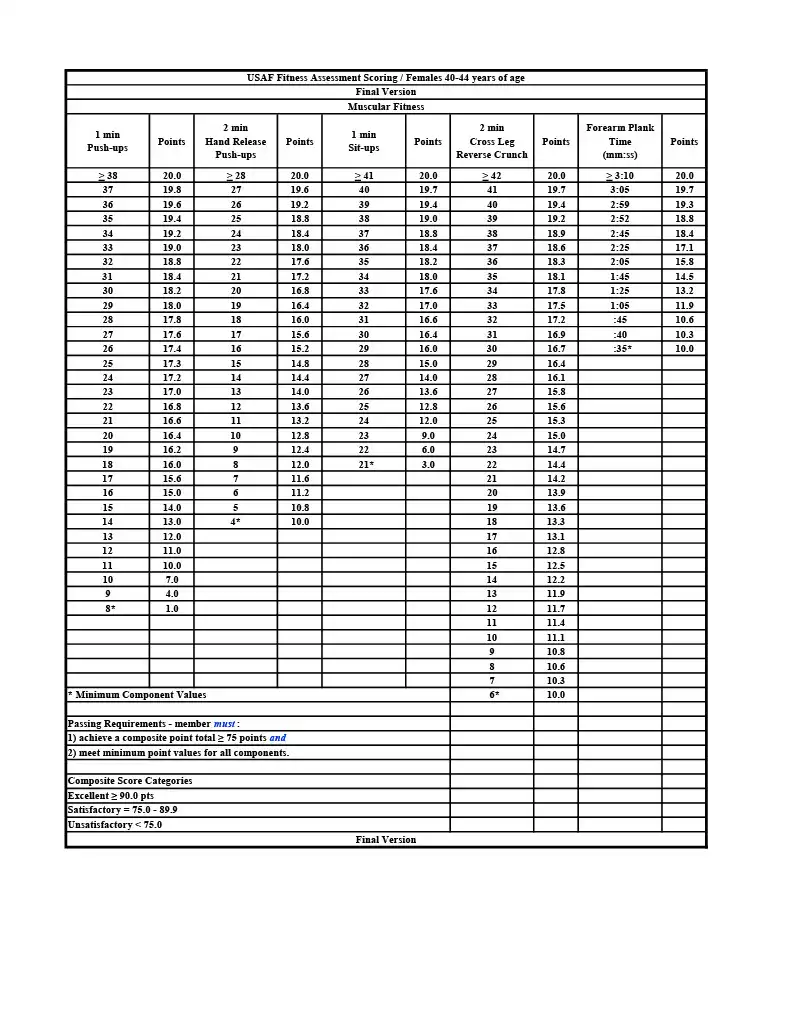 USAF Fitness Assessment Scoring / Females 40-44 years of age
Final Version
Muscular Fitness
1 min Push-ups Points 2 min Hand Release Push-ups Points 1 min Sit-ups Points 2 min Cross Leg Reverse Crunch Points Forearm Plank Time (mm:ss) Points
≥ 38 20.0 ≥ 28 20.0 ≥ 41 20.0 ≥ 42 20.0 ≥ 3:10 20.0
37 19.8 27 19.6 40 19.7 41 19.7 3:05 19.7
36 19.6 26 19.2 39 19.4 40 19.4 2:59 19.3
35 19.4 25 18.8 38 19.0 39 19.2 2:52 18.8
34 19.2 24 18.4 37 18.8 38 18.9 2:45 18.4
33 19.0 23 18.0 36 18.4 37 18.6 2:25 17.1
32 18.8 22 17.6 35 18.2 36 18.3 2:05 15.8
31 18.4 21 17.2 34 18.0 35 18.1 1:45 14.5
30 18.2 20 16.8 33 17.6 34 17.8 1:25 13.2
29 18.0 19 16.4 32 17.0 33 17.5 1:05 11.9
28 17.8 18 16.0 31 16.6 32 17.2 :45 10.6
27 17.6 17 15.6 30 16.4 31 16.9 :40 10.3
26 17.4 16 15.2 29 16.0 30 16.7 :35* 10.0
25 17.3 15 14.8 28 15.0 29 16.4
24 17.2 14 14.4 27 14.0 28 16.1
23 17.0 13 14.0 26 13.6 27 15.8
22 16.8 12 13.6 25 12.8 26 15.6
21 16.6 11 13.2 24 12.0 25 15.3
20 16.4 10 12.8 23 9.0 24 15.0
19 16.2 9 12.4 22 6.0 23 14.7
18 16.0 8 12.0 21* 3.0 22 14.4
17 15.6 7 11.6 21 14.2
16 15.0 6 11.2 20 13.9
15 14.0 5 10.8 19 13.6
14 13.0 4* 10.0 18 13.3
13 12.0 17 13.1
12 11.0 16 12.8
11 10.0 15 12.5
10 7.0 14 12.2
9 4.0 13 11.9
8* 1.0 12 11.7
11 11.4
10 11.1
9 10.8
8 10.6
7 10.3
* Minimum Component Values 6* 10.0
Passing Requirements - member must :
1) achieve a composite point total ≥ 75 points and
2) meet minimum point values for all components.
Composite Score Categories
Excellent ≥ 90.0 pts
Satisfactory = 75.0 - 89.9
Unsatisfactory < 75.0
Final Version